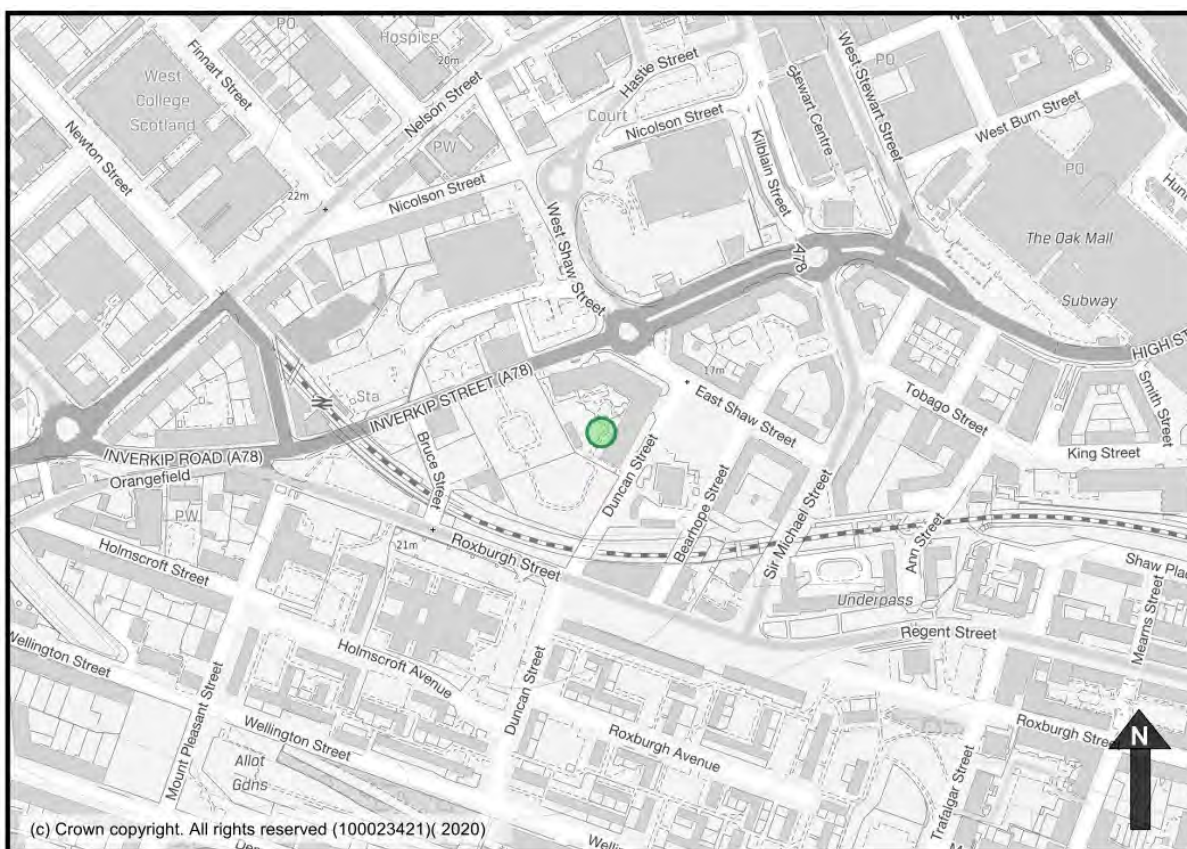 PO
Hospice
20m
Finnart Street
West
College
Scotland
Newton Street
Nelson Street
PW
22m
Nicolson Street
Hastie Street
Court
Nicolson Street
Kilblain Street
Stewart Centre
West Stewart Street
PO
West Burn Street
PO
The Oak Mall
Subway
HIGH
Smith Street
West Shaw Street
A78
17m
East Shaw Street
Tobago Street
King Street
Sta
INVERKIP STREET (A78)
INVERKIP ROAD (A78)
Orangefield
PW
Bruce Street
Duncan Street
Bearhope Street
Sir Michael Street
Ann Street
Underpass
Regent Street
Mearns Street
Holmscroft Street
21m
Roxburgh Street
Wellington Street
Mount Pleasant Street
Holmscroft Avenue
Duncan Street
Wellington Street
Allot
Gdns
Roxburgh Avenue
Trafalgar Street
Roxburgh Street
N
(c) Crown copyright. All rights reserved (100023421)( 2020)